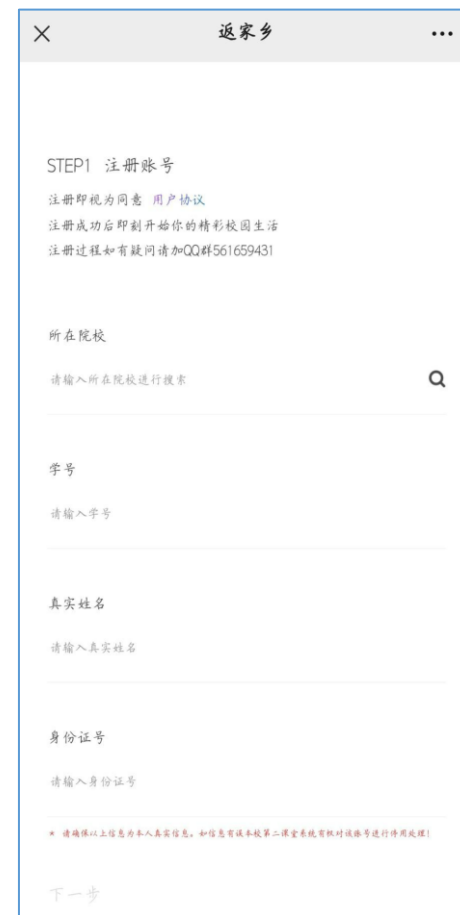 返家乡
STEP1 注册账号
注册即视为同意 用户协议
注册成功后即刻开始你的精彩校园生活
注册过程如有疑问请加QQ群561659431
所在院校
请输入所在院校进行搜索
学号
请输入学号
真实姓名
请输入真实姓名
身份证号
请输入身份证号
* 请确保以上信息为本人真实信息，如信息有误本校第二课堂系统有权对该账号进行停用处理！
下一步